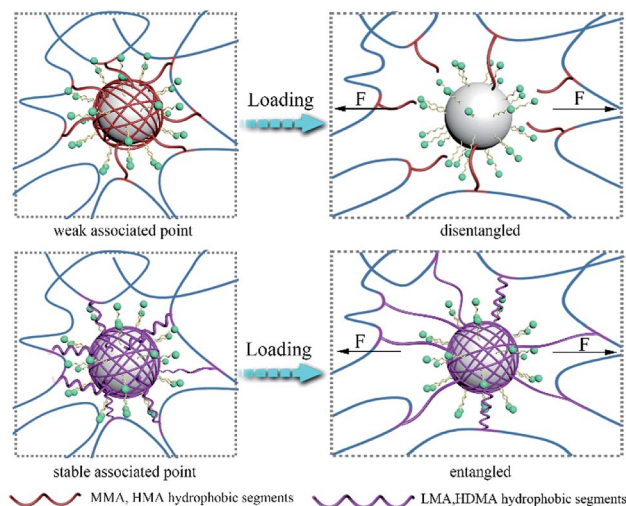 Loading
F
F
weak associated point
disentangled
Loading
F
F
stable associated point
entangled
MMA, HMA hydrophobic segments
LMA,HDMA hydrophobic segments